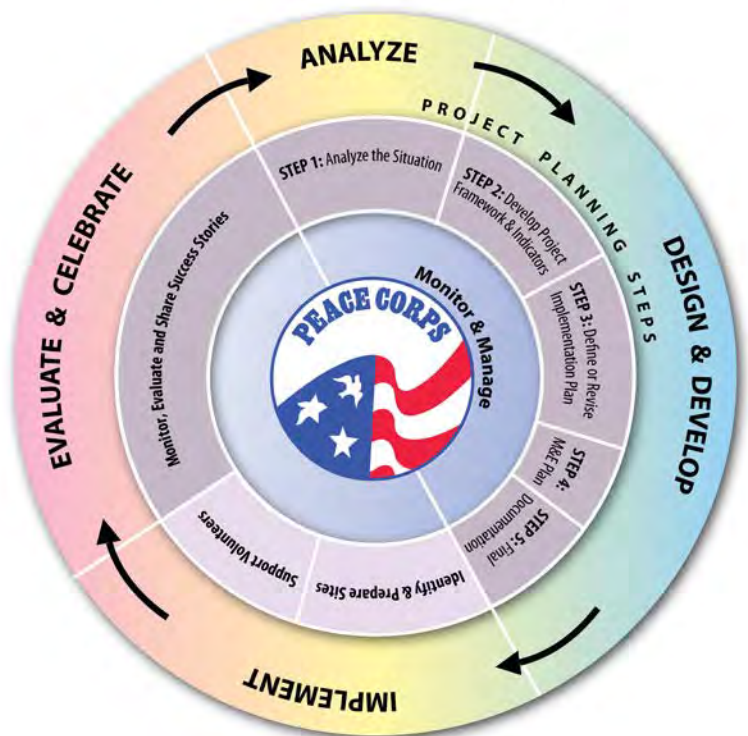 ANALYZE
PROJECT PLANNING STEPS
DESIGN & DEVELOP
IMPLEMENT
EVALUATE & CELEBRATE
STEP 1: Analyze the Situation
STEP 2: Develop Project
Framework & Indicators
STEP 3: Define or Revise
Implementation Plan
STEP 4:
M&E Plan
STEP 5: Final
Documentation
Identify & Prepare Sites
Support Volunteers
Monitor, Evaluate and Share Success Stories
Monitor & Manage
PEACE CORPS